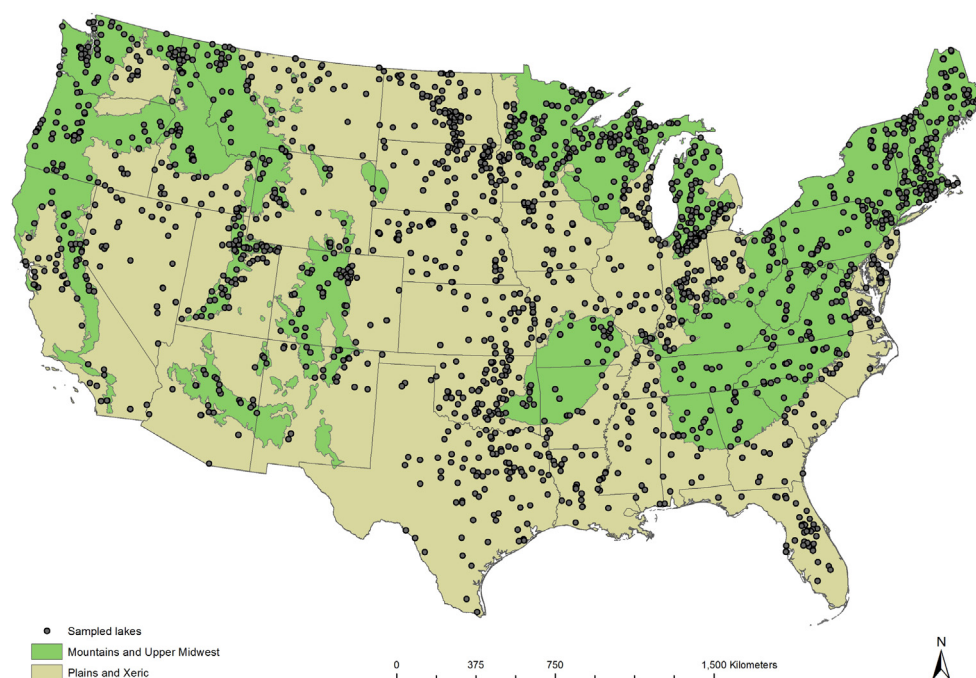 Sampled lakes
Mountains and Upper Midwest
Plains and Xeric
0 375 750 1,500 Kilometers
N